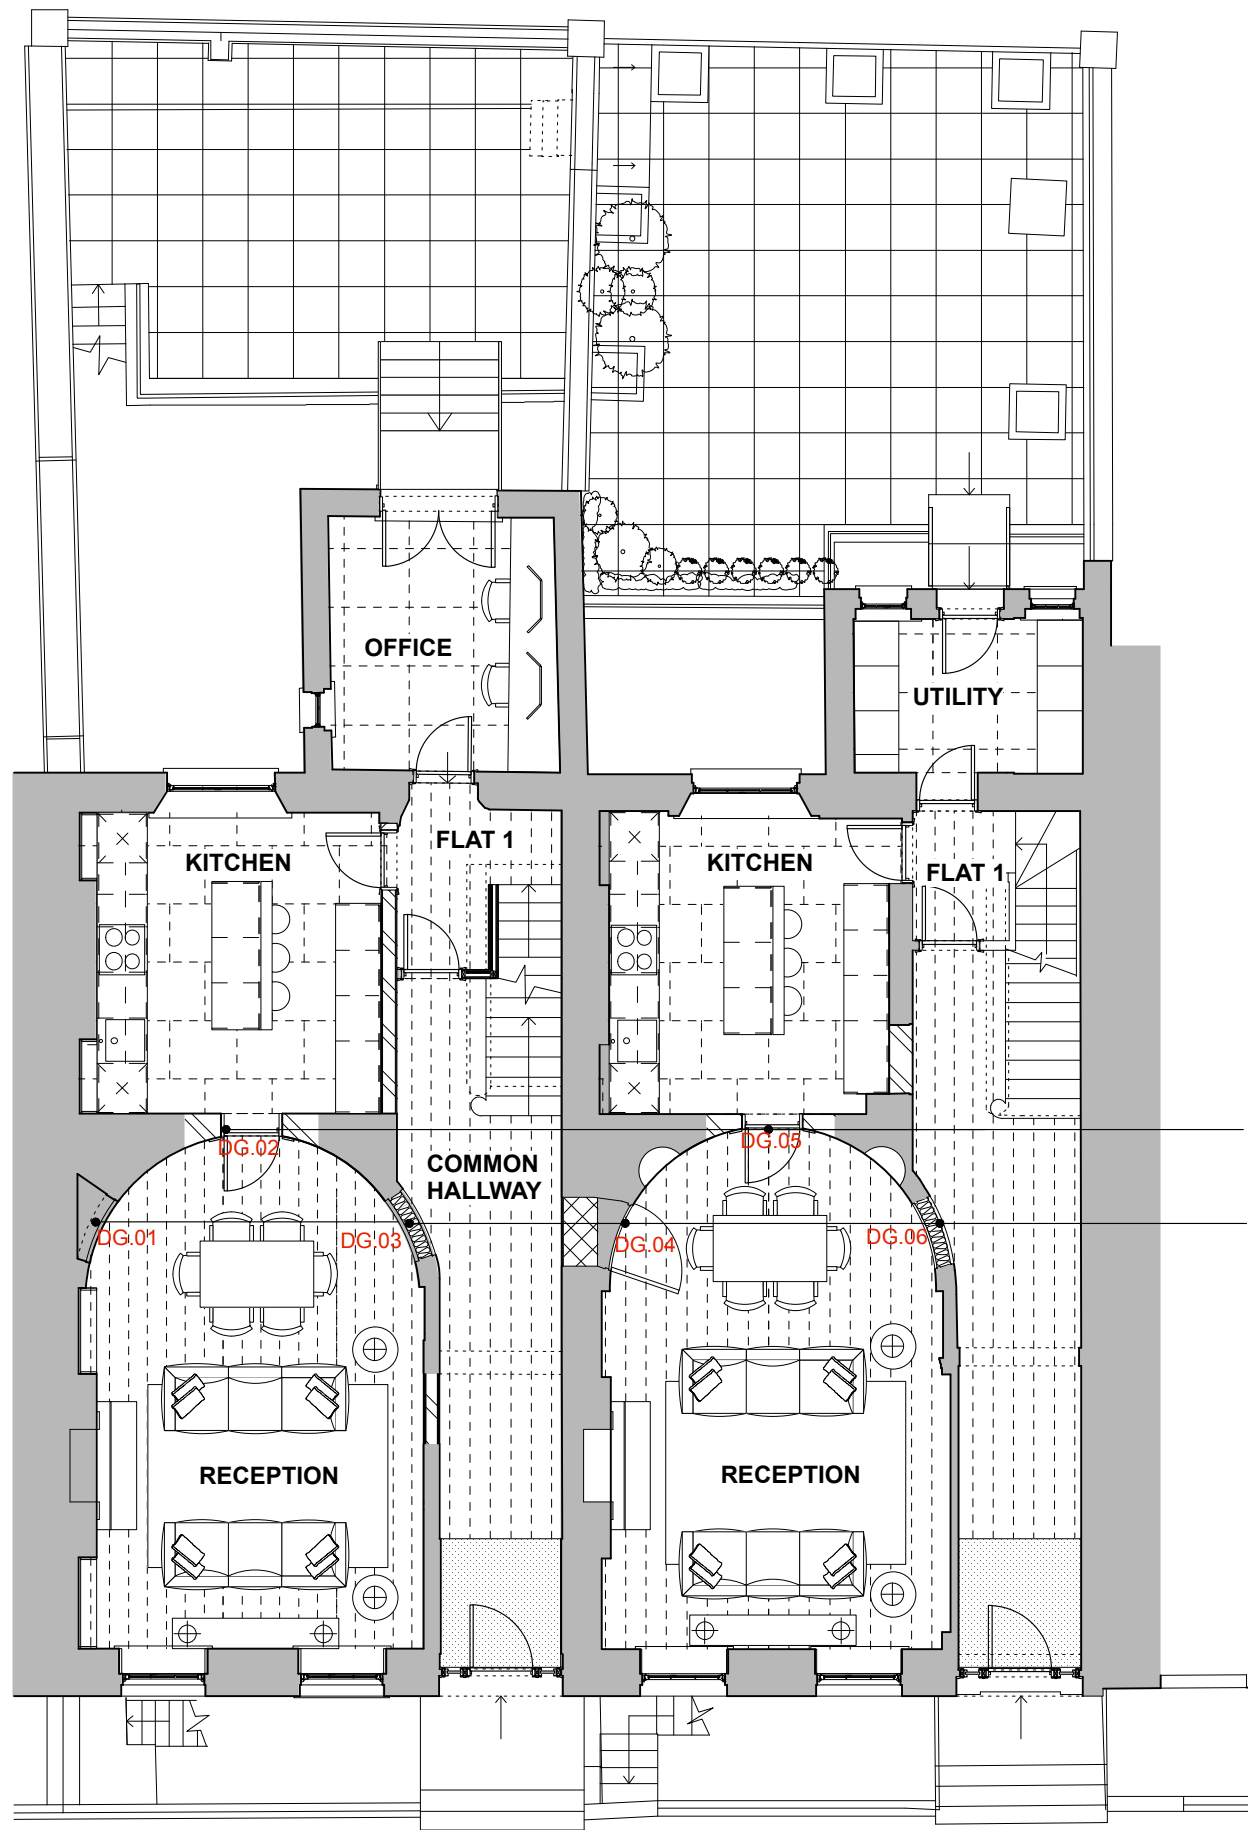 OFFICE
UTILITY
FLAT 1
KITCHEN
KITCHEN
FLAT 1
DG.02
DG.05
COMMON
HALLWAY
DG.01
DG.03
DG.04
DG.06
RECEPTION
RECEPTION